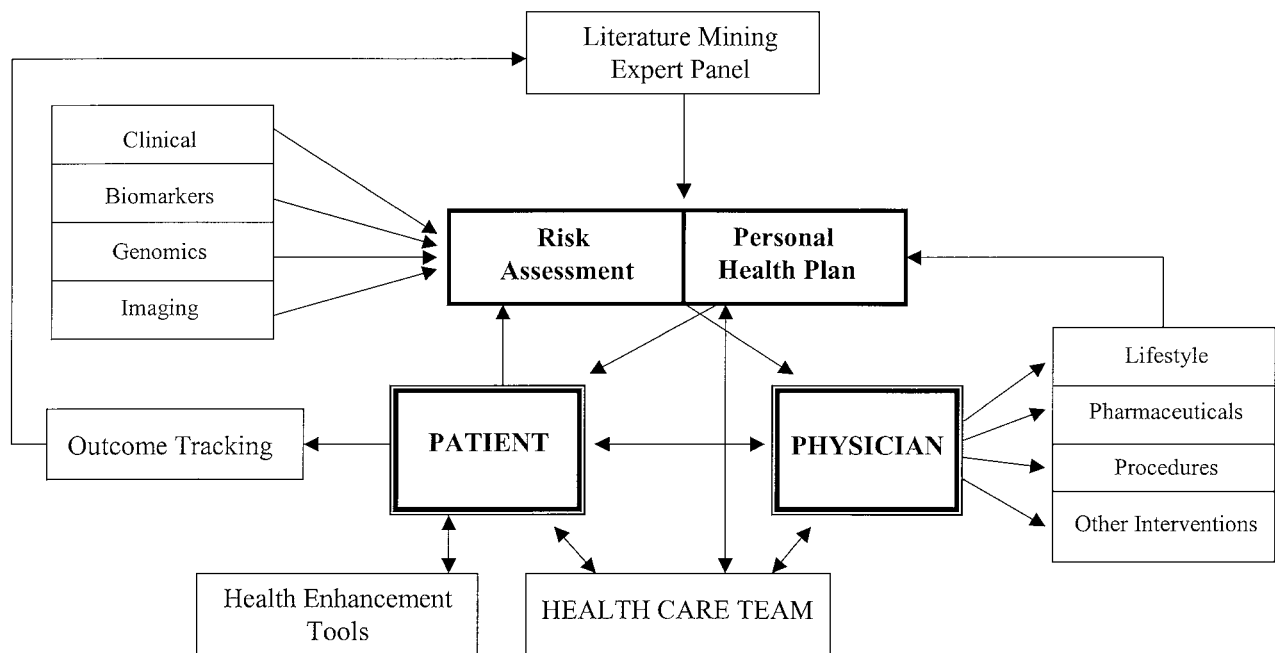 Literature Mining
Expert Panel
Clinical
Biomarkers
Genomics
Imaging
Risk
Assessment
Personal
Health Plan
Lifestyle
Pharmaceuticals
Procedures
Other Interventions
Outcome Tracking
PATIENT
PHYSICIAN
Health Enhancement
Tools
HEALTH CARE TEAM